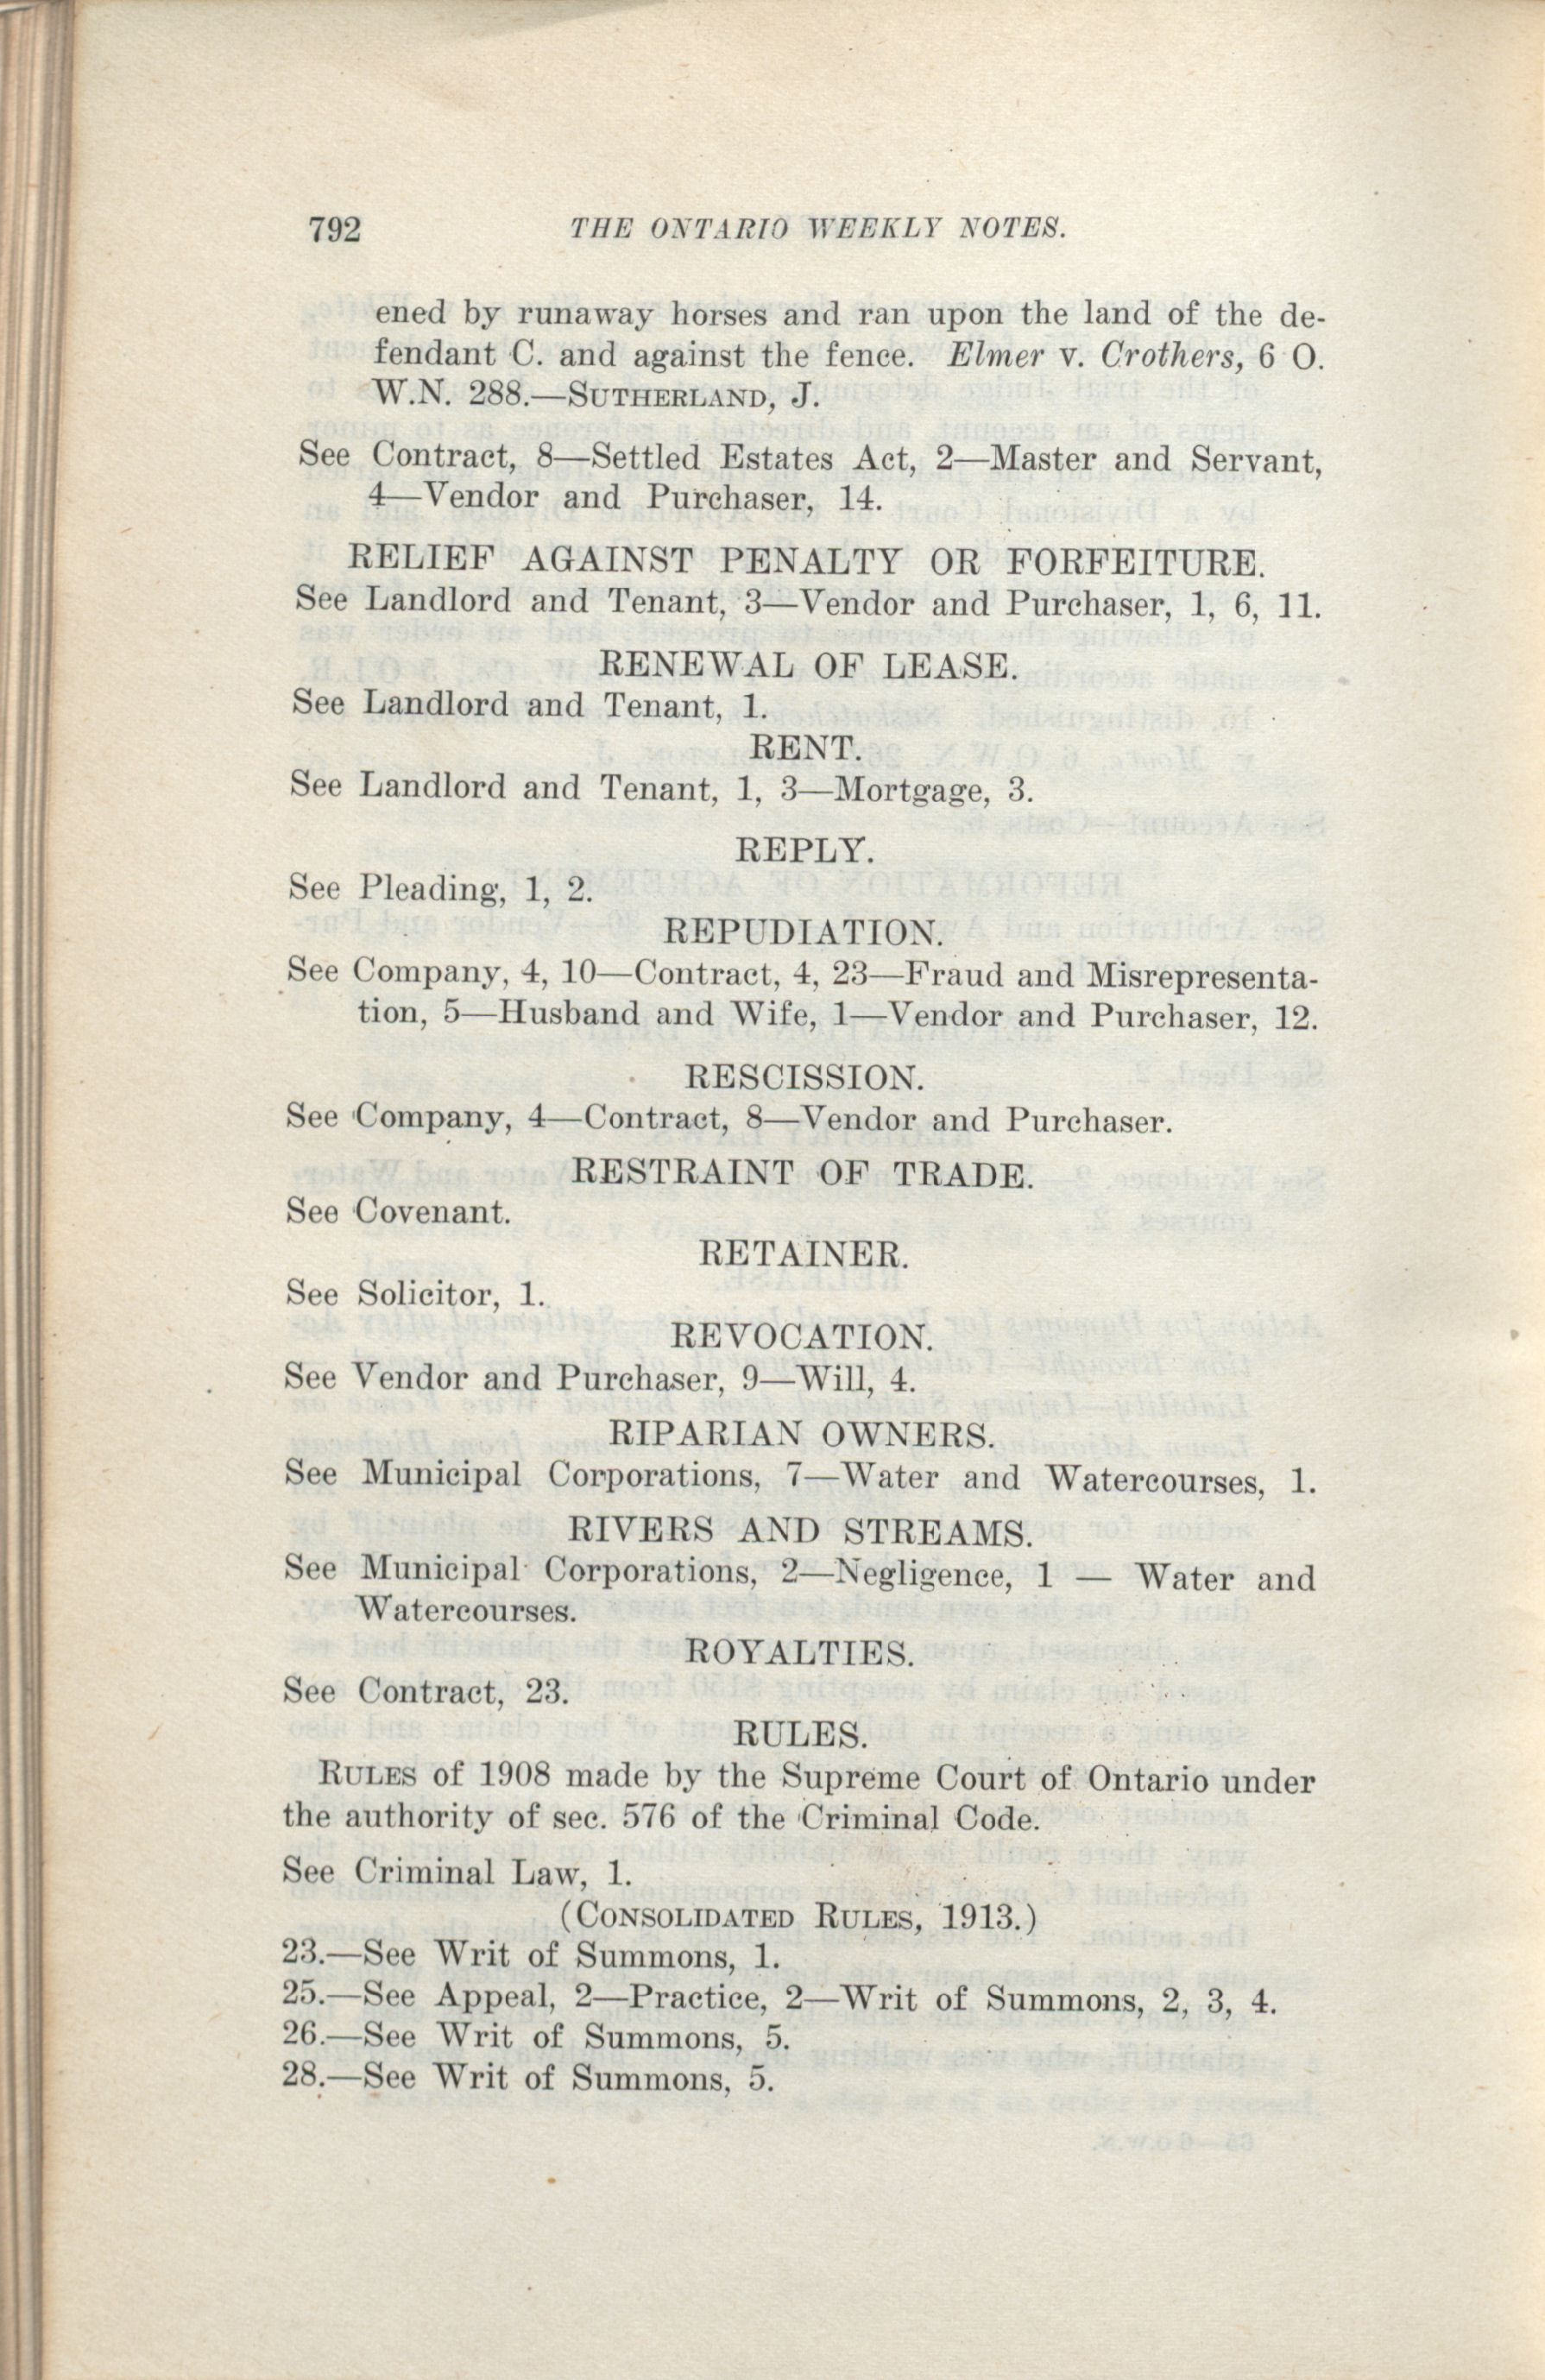 792 THE ONTARIO WEEKLY NOTES.
ened by runaway horses and ran upon the land of the de-
fendant C. and against the fence. Elmer v. Crothers, 6 O.
W.N. 288.—SUTHERLAND, J.
See Contract, 8—Settled Estates Act, 2—Master and Servant,
4—Vendor and Purchaser, 14.
RELIEF AGAINST PENALTY OR FORFEITURE.
See Landlord and Tenant, 3—Vendor and Purchaser, 1, 6, 11.
RENEWAL OF LEASE.
See Landlord and Tenant, 1.
RENT.
See Landlord and Tenant, 1, 3—Mortgage, 3.
REPLY.
See Pleading, 1, 2.
REPUDIATION.
See Company, 4, 10—Contract, 4, 23—Fraud and Misrepresenta-
tion, 5—Husband and Wife, 1—Vendor and Purchaser, 12.
RESCISSION.
See Company, 4—Contract, 8—Vendor and Purchaser.
RESTRAINT OF TRADE.
See Covenant.
RETAINER.
See Solicitor, 1.
REVOCATION.
See Vendor and Purchaser, 9—Will, 4.
RIPARIAN OWNERS.
See Municipal Corporations, 7—Water and Watercourses, 1.
RIVERS AND STREAMS.
See Municipal Corporations, 2—Negligence, 1 — Water and
Watercourses.
ROYALTIES.
See Contract, 23.
RULES.
RULES of 1908 made by the Supreme Court of Ontario under
the authority of sec. 576 of the Criminal Code.
See Criminal Law, 1.
(CONSOLIDATED RULES, 1913.)
23.—See Writ of Summons, 1.
25.—See Appeal, 2—Practice, 2—Writ of Summons, 2, 3, 4.
26.—See Writ of Summons, 5.
28.—See Writ of Summons, 5.